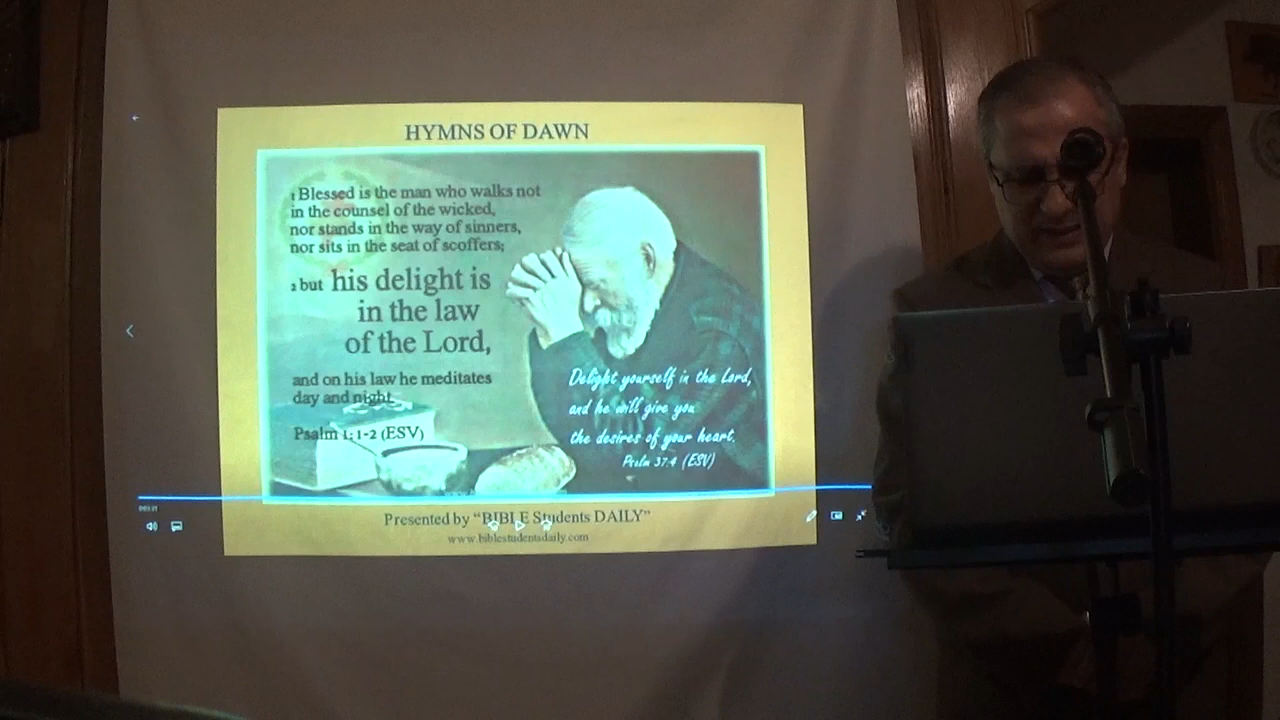 HYMNS OF DAWN
1 Blessed is the man who walks not
in the counsel of the wicked,
nor stands in the way of sinners,
nor sits in the seat of scoffers;
2 but his delight is
in the law
of the Lord,
and on his law he meditates
day and night.
Psalm 1: 1-2 (ESV)
Delight yourself in the Lord,
and he will give you
the desires of your heart.
Psalm 37:4 (ESV)
Presented by “BIBLE Students DAILY”
www.biblestudentsdaily.com